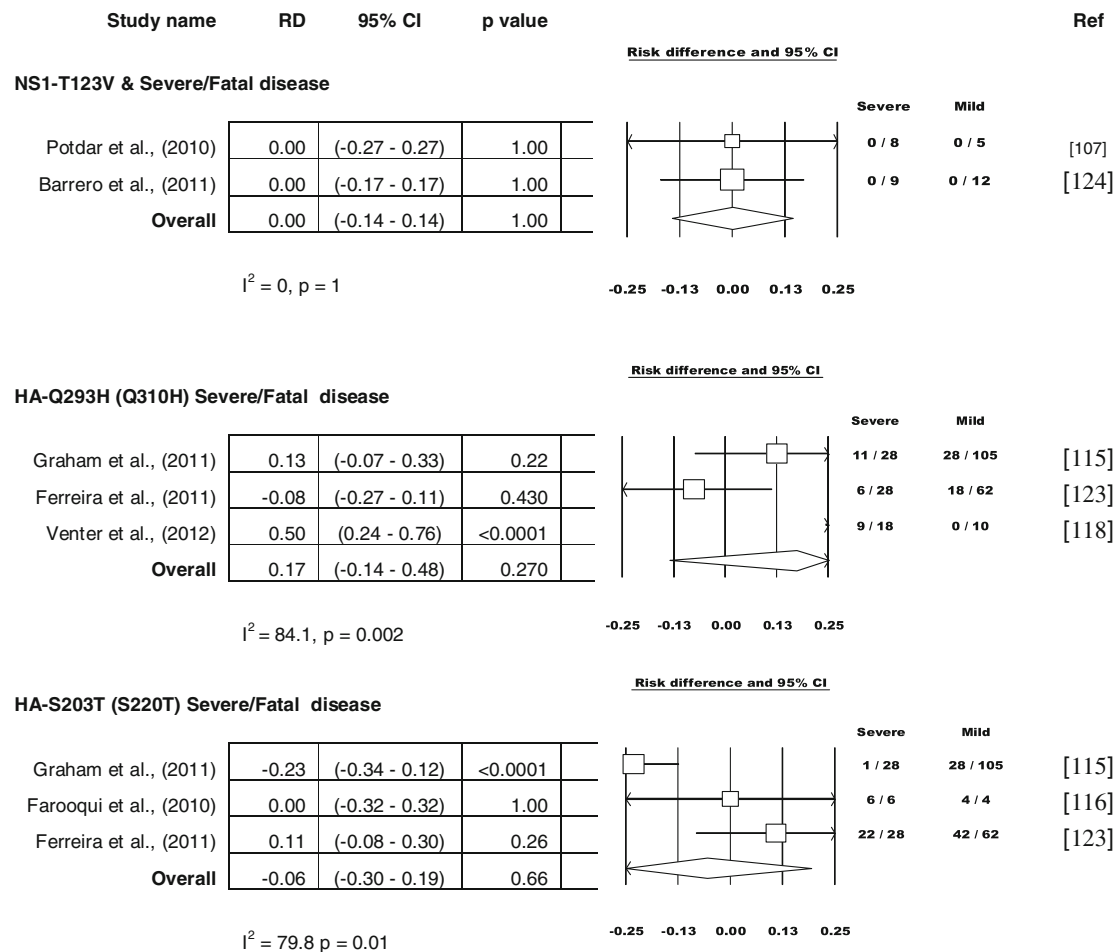 Study name RD 95% CI p value Ref
Risk difference and 95% CI
NS1-T123V & Severe/Fatal disease
Severe Mild
Potdar et al., (2010) 0.00 (-0.27 - 0.27) 1.00 0 / 8 0 / 5 [107]
Barrero et al., (2011) 0.00 (-0.17 - 0.17) 1.00 0 / 9 0 / 12 [124]
Overall 0.00 (-0.14 - 0.14) 1.00
I2 = 0, p = 1
-0.25 -0.13 0.00 0.13 0.25
Risk difference and 95% CI
HA-Q293H (Q310H) Severe/Fatal disease
Severe Mild
Graham et al., (2011) 0.13 (-0.07 - 0.33) 0.22 11 / 28 28 / 105 [115]
Ferreira et al., (2011) -0.08 (-0.27 - 0.11) 0.430 6 / 28 18 / 62 [123]
Venter et al., (2012) 0.50 (0.24 - 0.76) <0.0001 9 / 18 0 / 10 [118]
Overall 0.17 (-0.14 - 0.48) 0.270
I2 = 84.1, p = 0.002
-0.25 -0.13 0.00 0.13 0.25
Risk difference and 95% CI
HA-S203T (S220T) Severe/Fatal disease
Severe Mild
Graham et al., (2011) -0.23 (-0.34 - 0.12) <0.0001 1 / 28 28 / 105 [115]
Farooqui et al., (2010) 0.00 (-0.32 - 0.32) 1.00 6 / 6 4 / 4 [116]
Ferreira et al., (2011) 0.11 (-0.08 - 0.30) 0.26 22 / 28 42 / 62 [123]
Overall -0.06 (-0.30 - 0.19) 0.66
I2 = 79.8 p = 0.01
-0.25 -0.13 0.00 0.13 0.25